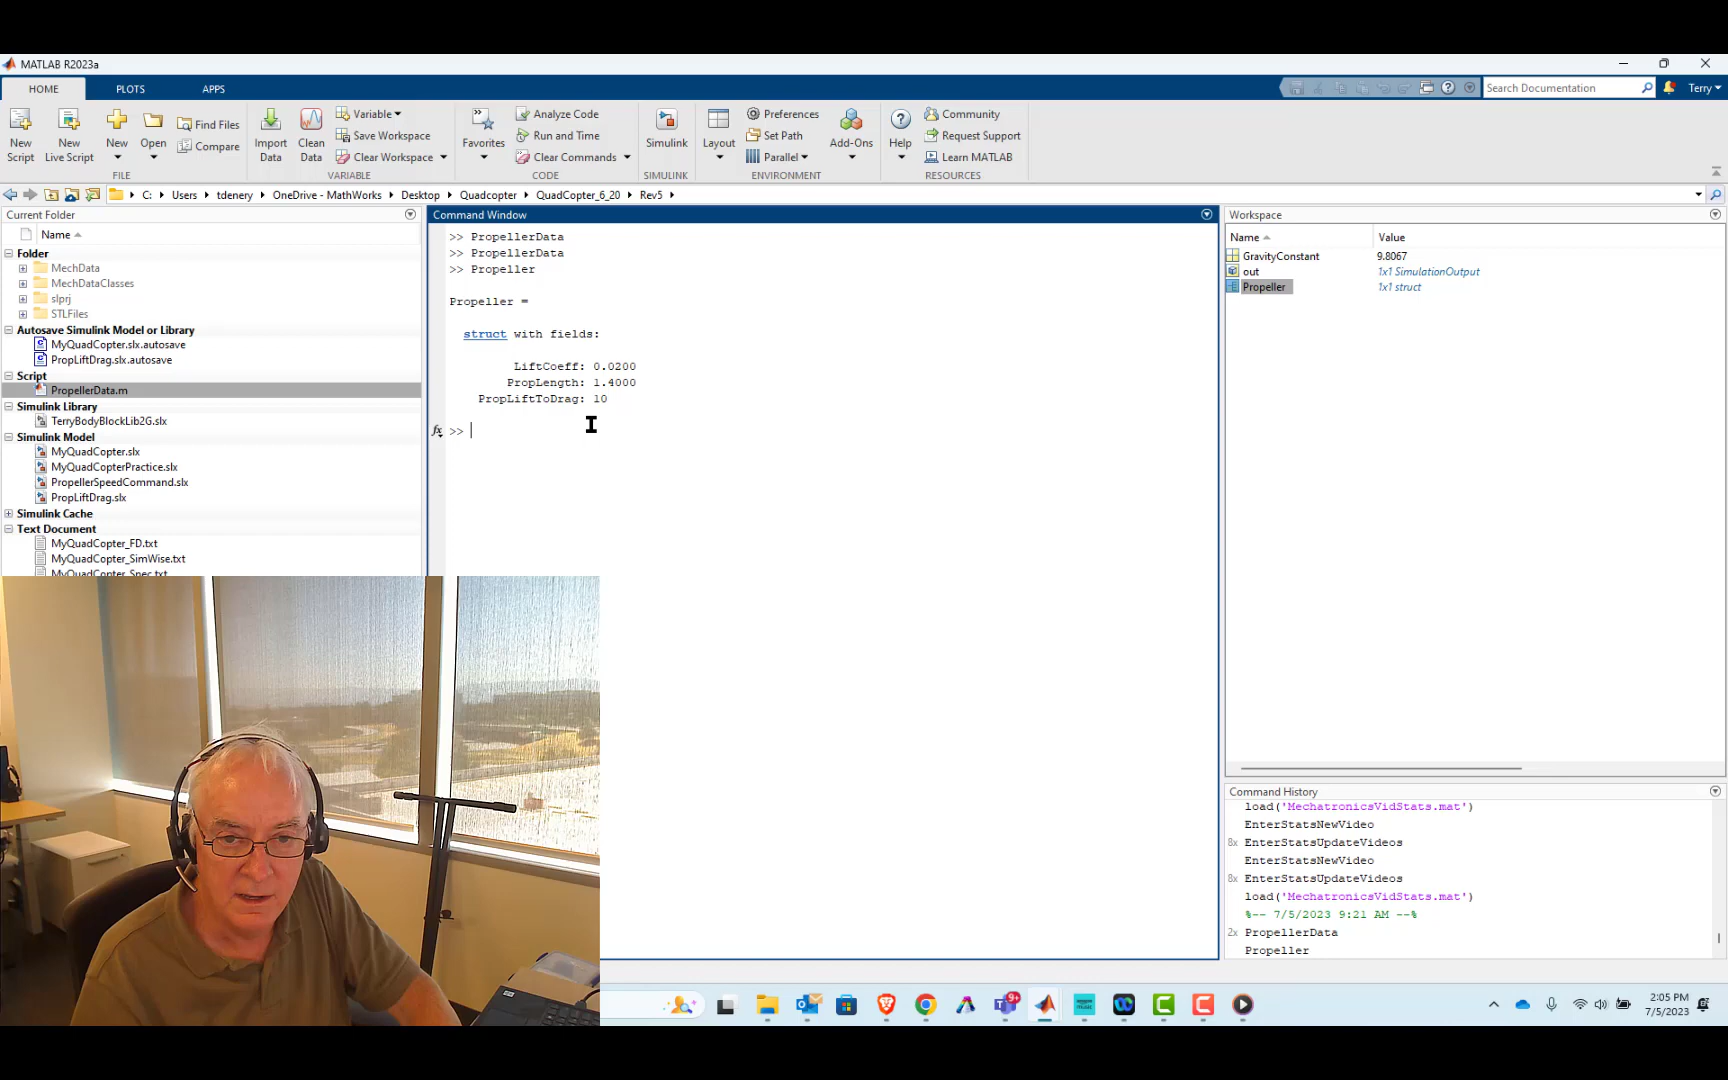 MATLAB R2023a
HOME PLOTS APPS
Search Documentation Terry
New Script
New Live Script
New
Open
Find Files
Compare
Import Data
Clean Data
Variable
Save Workspace
Clear Workspace
Favorites
Analyze Code
Run and Time
Clear Commands
Simulink
Layout
Preferences
Set Path
Parallel
Add-Ons
Help
Community
Request Support
Learn MATLAB
FILE VARIABLE CODE SIMULINK ENVIRONMENT RESOURCES
C: Users tdenery OneDrive - MathWorks Desktop Quadcopter QuadCopter_6_20 Rev5
Current Folder
Name
Folder
MechData
MechDataClasses
slprj
STLFiles
Autosave Simulink Model or Library
MyQuadCopter.slx.autosave
PropLiftDrag.slx.autosave
Script
PropellerData.m
Simulink Library
TerryBodyBlockLib2G.slx
Simulink Model
MyQuadCopter.slx
MyQuadCopterPractice.slx
PropellerSpeedCommand.slx
PropLiftDrag.slx
Simulink Cache
Text Document
MyQuadCopter_FD.txt
MyQuadCopter_SimWise.txt
MyQuadCopter_Spec.txt
Command Window
>> PropellerData
>> PropellerData
>> Propeller
Propeller =
struct with fields:
LiftCoeff: 0.0200
PropLength: 1.4000
PropLiftToDrag: 10
fx >>
Workspace
Name Value
GravityConstant 9.8067
out 1x1 SimulationOutput
Propeller 1x1 struct
Command History
load('MechatronicsVidStats.mat')
EnterStatsNewVideo
8x EnterStatsUpdateVideos
EnterStatsNewVideo
8x EnterStatsUpdateVideos
load('MechatronicsVidStats.mat')
%-- 7/5/2023 9:21 AM --%
2x PropellerData
Propeller
9+
2:05 PM
7/5/2023